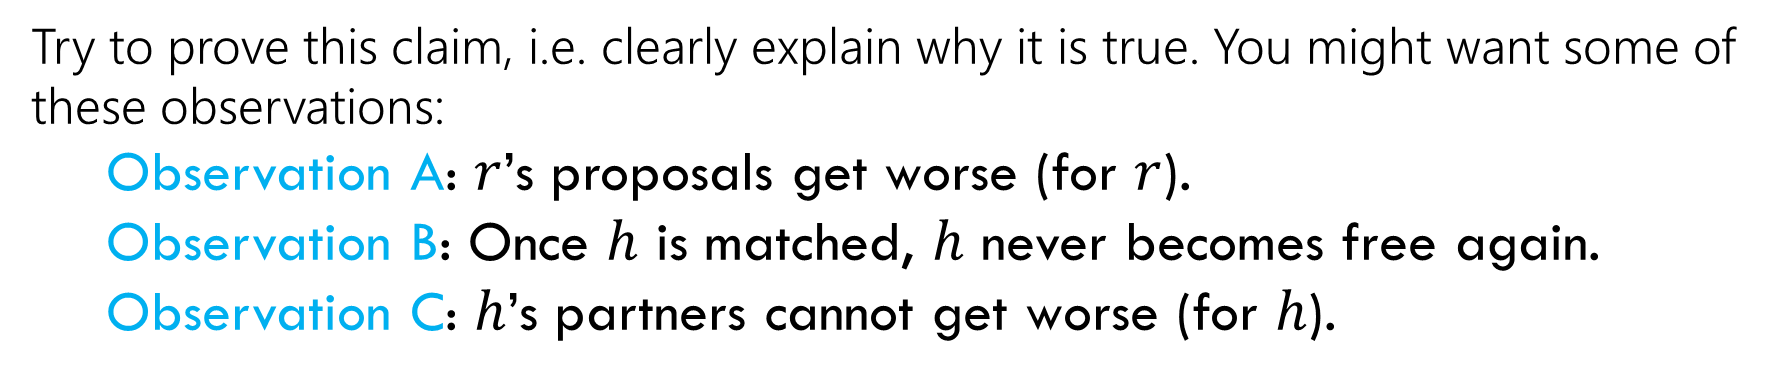 Try to prove this claim, i.e. clearly explain why it is true. You might want some of
these observations:
Observation A: r’s proposals get worse (for r).
Observation B: Once h is matched, h never becomes free again.
Observation C: h’s partners cannot get worse (for h).